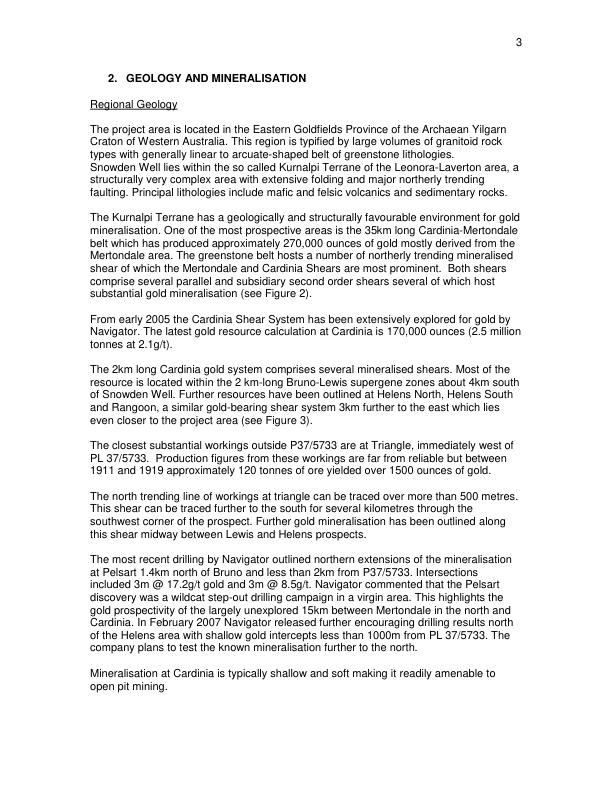 3
2. GEOLOGY AND MINERALISATION
Regional Geology
The project area is located in the Eastern Goldfields Province of the Archaean Yilgarn
Craton of Western Australia. This region is typified by large volumes of granitoid rock
types with generally linear to arcuate-shaped belt of greenstone lithologies.
Snowden Well lies within the so called Kurnalpi Terrane of the Leonora-Laverton area, a
structurally very complex area with extensive folding and major northerly trending
faulting. Principal lithologies include mafic and felsic volcanics and sedimentary rocks.
The Kurnalpi Terrane has a geologically and structurally favourable environment for gold
mineralisation. One of the most prospective areas is the 35km long Cardinia-Mertondale
belt which has produced approximately 270,000 ounces of gold mostly derived from the
Mertondale area. The greenstone belt hosts a number of northerly trending mineralised
shear of which the Mertondale and Cardinia Shears are most prominent. Both shears
comprise several parallel and subsidiary second order shears several of which host
substantial gold mineralisation (see Figure 2).
From early 2005 the Cardinia Shear System has been extensively explored for gold by
Navigator. The latest gold resource calculation at Cardinia is 170,000 ounces (2.5 million
tonnes at 2.1g/t).
The 2km long Cardinia gold system comprises several mineralised shears. Most of the
resource is located within the 2 km-long Bruno-Lewis supergene zones about 4km south
of Snowden Well. Further resources have been outlined at Helens North, Helens South
and Rangoon, a similar gold-bearing shear system 3km further to the east which lies
even closer to the project area (see Figure 3).
The closest substantial workings outside P37/5733 are at Triangle, immediately west of
PL 37/5733. Production figures from these workings are far from reliable but between
1911 and 1919 approximately 120 tonnes of ore yielded over 1500 ounces of gold.
The north trending line of workings at triangle can be traced over more than 500 metres.
This shear can be traced further to the south for several kilometres through the
southwest corner of the prospect. Further gold mineralisation has been outlined along
this shear midway between Lewis and Helens prospects.
The most recent drilling by Navigator outlined northern extensions of the mineralisation
at Pelsart 1.4km north of Bruno and less than 2km from P37/5733. Intersections
included 3m @ 17.2g/t gold and 3m @ 8.5g/t. Navigator commented that the Pelsart
discovery was a wildcat step-out drilling campaign in a virgin area. This highlights the
gold prospectivity of the largely unexplored 15km between Mertondale in the north and
Cardinia. In February 2007 Navigator released further encouraging drilling results north
of the Helens area with shallow gold intercepts less than 1000m from PL 37/5733. The
company plans to test the known mineralisation further to the north.
Mineralisation at Cardinia is typically shallow and soft making it readily amenable to
open pit mining.